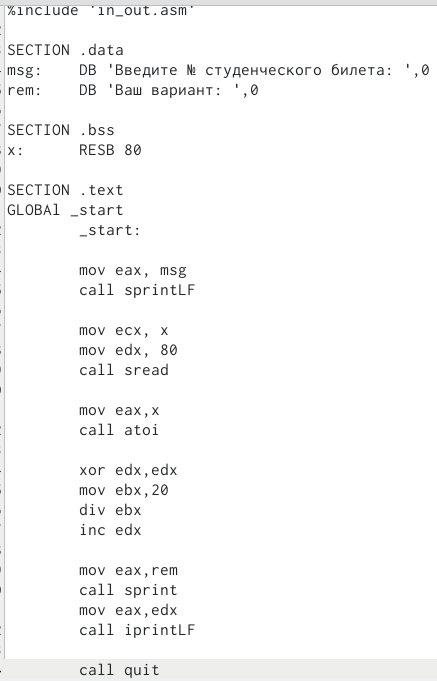 %include 'in_out.asm'
SECTION .data
msg: DB 'Введите № студенческого билета: ',0
rem: DB 'Ваш вариант: ',0
SECTION .bss
x: RESB 80
SECTION .text
GLOBAl _start
_start:
mov eax, msg
call sprintLF
mov ecx, x
mov edx, 80
call sread
mov eax,x
call atoi
xor edx,edx
mov ebx,20
div ebx
inc edx
mov eax,rem
call sprint
mov eax,edx
call iprintLF
call quit